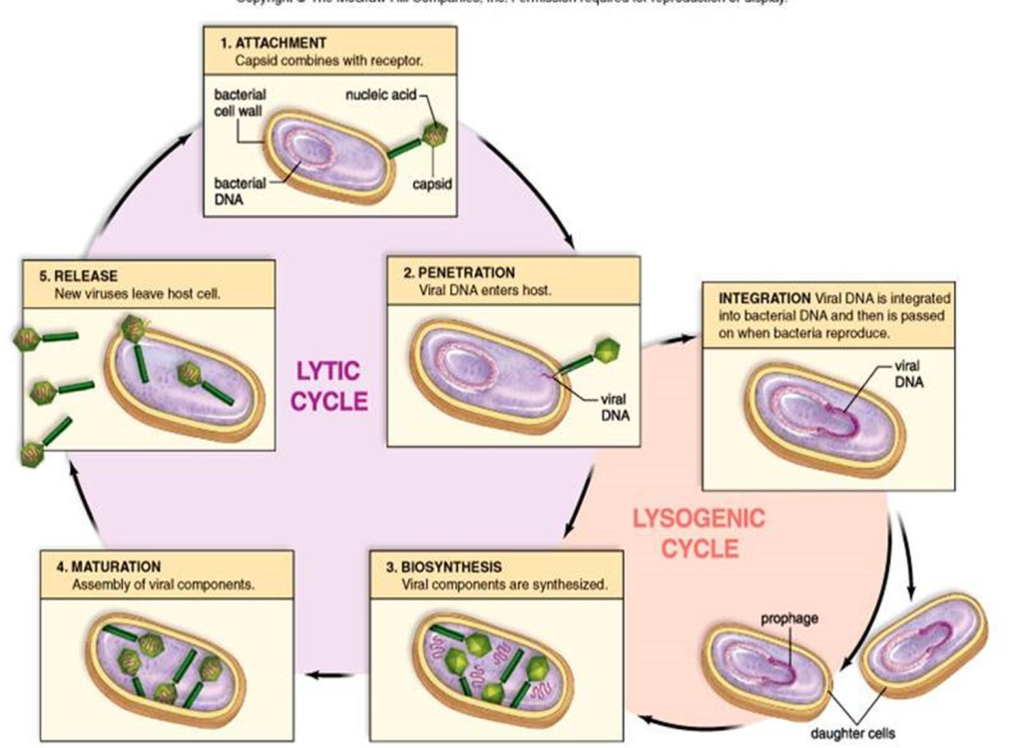 Copyright © The McGraw-Hill Companies, Inc. Permission required for reproduction or display.
1. ATTACHMENT
Capsid combines with receptor.
bacterial
cell wall
nucleic acid
bacterial
DNA
capsid
5. RELEASE
New viruses leave host cell.
2. PENETRATION
Viral DNA enters host.
viral
DNA
INTEGRATION Viral DNA is integrated
into bacterial DNA and then is passed
on when bacteria reproduce.
viral
DNA
LYTIC
CYCLE
LYSOGENIC
CYCLE
4. MATURATION
Assembly of viral components.
3. BIOSYNTHESIS
Viral components are synthesized.
prophage
daughter cells